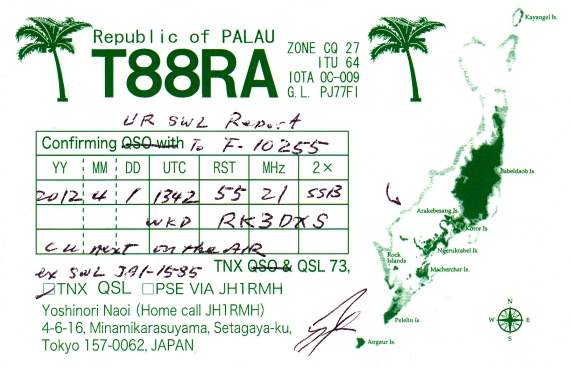 Republic of PALAU
T88RA
ZONE CQ 27
ITU 64
IOTA OC-009
G.L. PJ77FI
UR SWL Report
Confirming QSO with To F-10255
YY MM DD UTC RST MHz 2×
2012 4 1 1342 55 21 SSB
WKD RK3DXS
CU next on the AIR
ex SWL JA1-1585 TNX QSO & QSL 73,
□TNX QSL □PSE VIA JH1RMH
Yoshinori Naoi (Home call JH1RMH)
4-6-16, Minamikarasuyama, Setagaya-ku,
Tokyo 157-0062, JAPAN
Kayangel Is.
Babeldaob Is.
Arakebesang Is.
Koror Is.
Ngeruktabel Is.
Rock Islands
Macherchar Is.
Peleliu Is.
Angaur Is.
N
W E
S